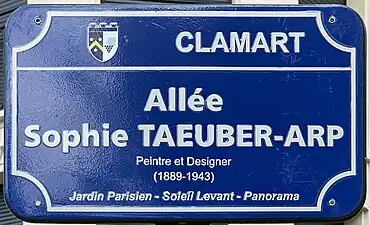 CLAMART
Allée
Sophie TAEUBER-ARP
Peintre et Designer
(1889-1943)
Jardin Parisien - Soleil Levant - Panorama